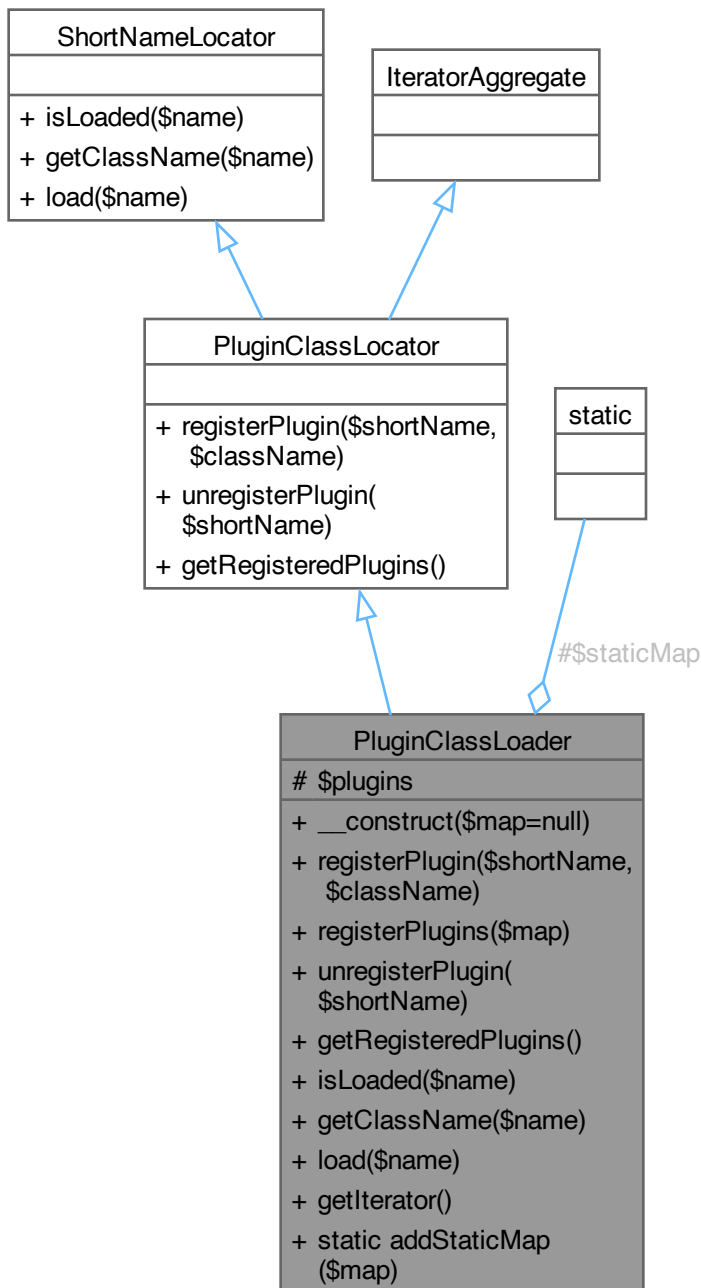 ShortNameLocator
+ isLoaded($name)
+ getClassName($name)
+ load($name)
IteratorAggregate
PluginClassLocator
+ registerPlugin($shortName,
$className)
+ unregisterPlugin(
$shortName)
+ getRegisteredPlugins()
static
#$staticMap
PluginClassLoader
# $plugins
+ __construct($map=null)
+ registerPlugin($shortName,
$className)
+ registerPlugins($map)
+ unregisterPlugin(
$shortName)
+ getRegisteredPlugins()
+ isLoaded($name)
+ getClassName($name)
+ load($name)
+ getIterator()
+ static addStaticMap
($map)